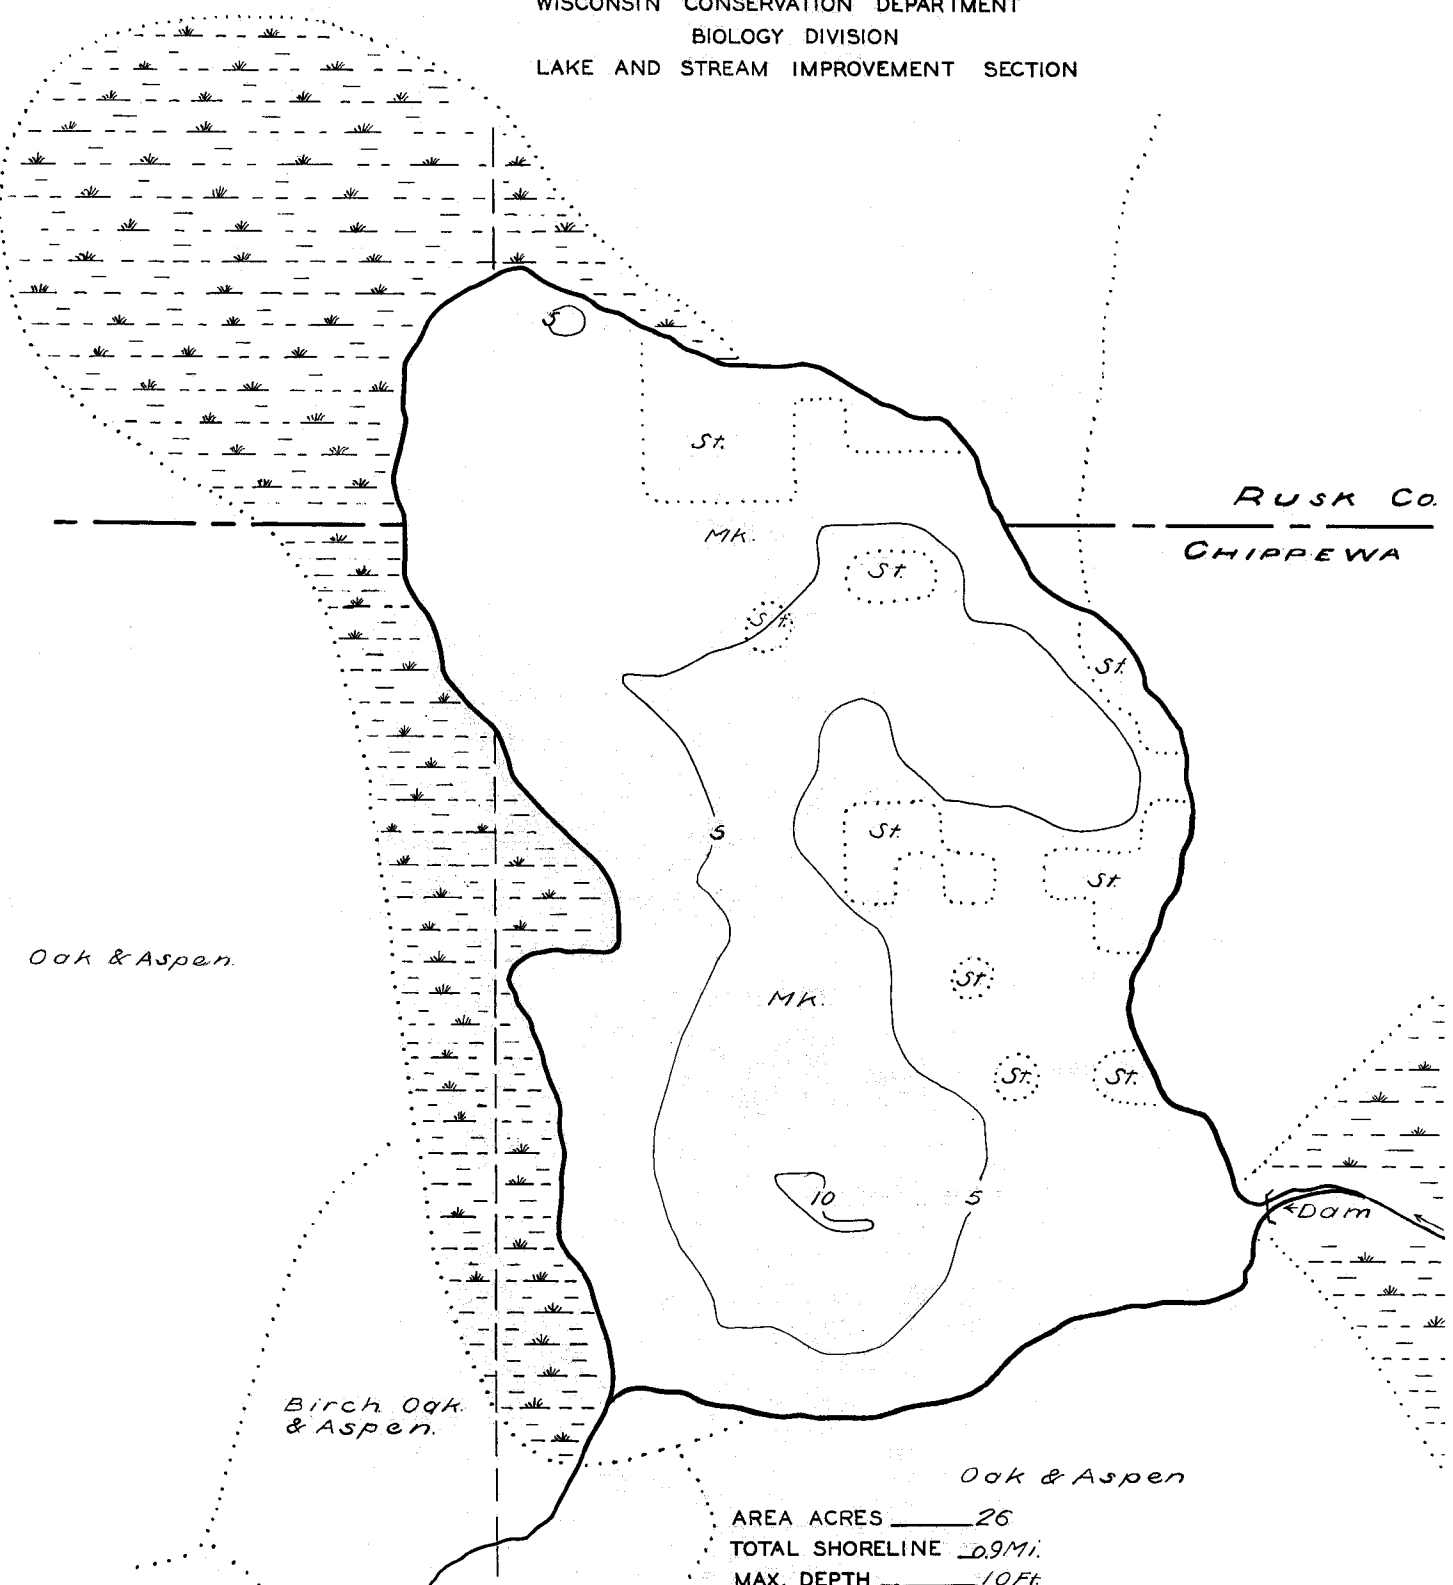 WISCONSIN CONSERVATION DEPARTMENT
BIOLOGY DIVISION
LAKE AND STREAM IMPROVEMENT SECTION
5
St.
RUSK CO.
MK.
CHIPPEWA
St.
St.
St.
5
St.
St.
Oak & Aspen.
St.
MK.
St.
St.
10
5
←Dam
Birch Oak
& Aspen.
Oak & Aspen
AREA ACRES 26
TOTAL SHORELINE 0.9 Mi.
MAX. DEPTH 10 Ft.